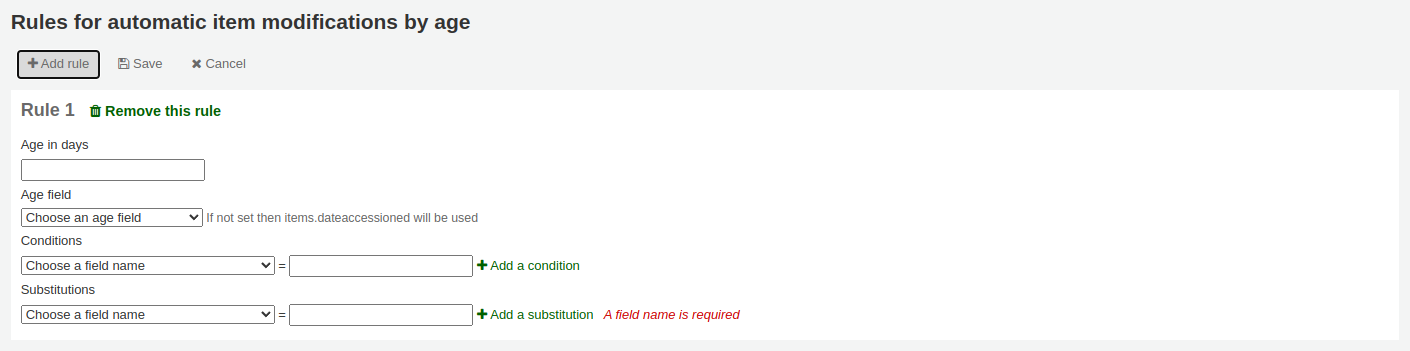 Rules for automatic item modifications by age
Add rule Save Cancel
Rule 1 Remove this rule
Age in days
Age field
Choose an age field If not set then items.dateaccessioned will be used
Conditions
Choose a field name = Add a condition
Substitutions
Choose a field name = Add a substitution A field name is required